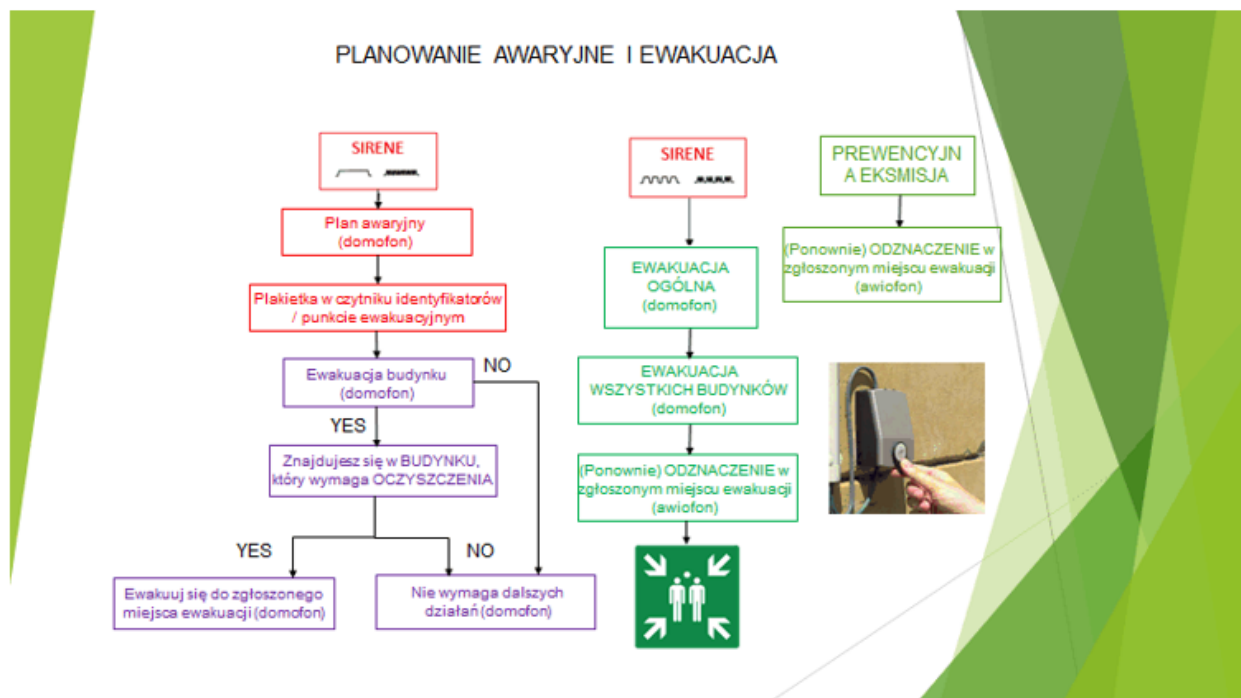 PLANOWANIE AWARYJNE I EWAKUACJA
SIRENE
Plan awaryjny
(domofon)
Plakietka w czytniku identyfikatorów
/ punkcie ewakuacyjnym
Ewakuacja budynku
(domofon)
NO
YES
Znajdujesz się w BUDYNKU,
który wymaga OCZYSZCZENIA
YES
NO
Ewakuuj się do zgłoszonego
miejsca ewakuacji (domofon)
Nie wymaga dalszych
działań (domofon)
SIRENE
EWAKUACJA
OGÓLNA
(domofon)
EWAKUACJA
WSZYSTKICH BUDYNKÓW
(domofon)
(Ponownie) ODZNACZENIE w
zgłoszonym miejscu ewakuacji
(awiofon)
PREWENCYJN
A EKSMISJA
(Ponownie) ODZNACZENIE w
zgłoszonym miejscu ewakuacji
(awiofon)